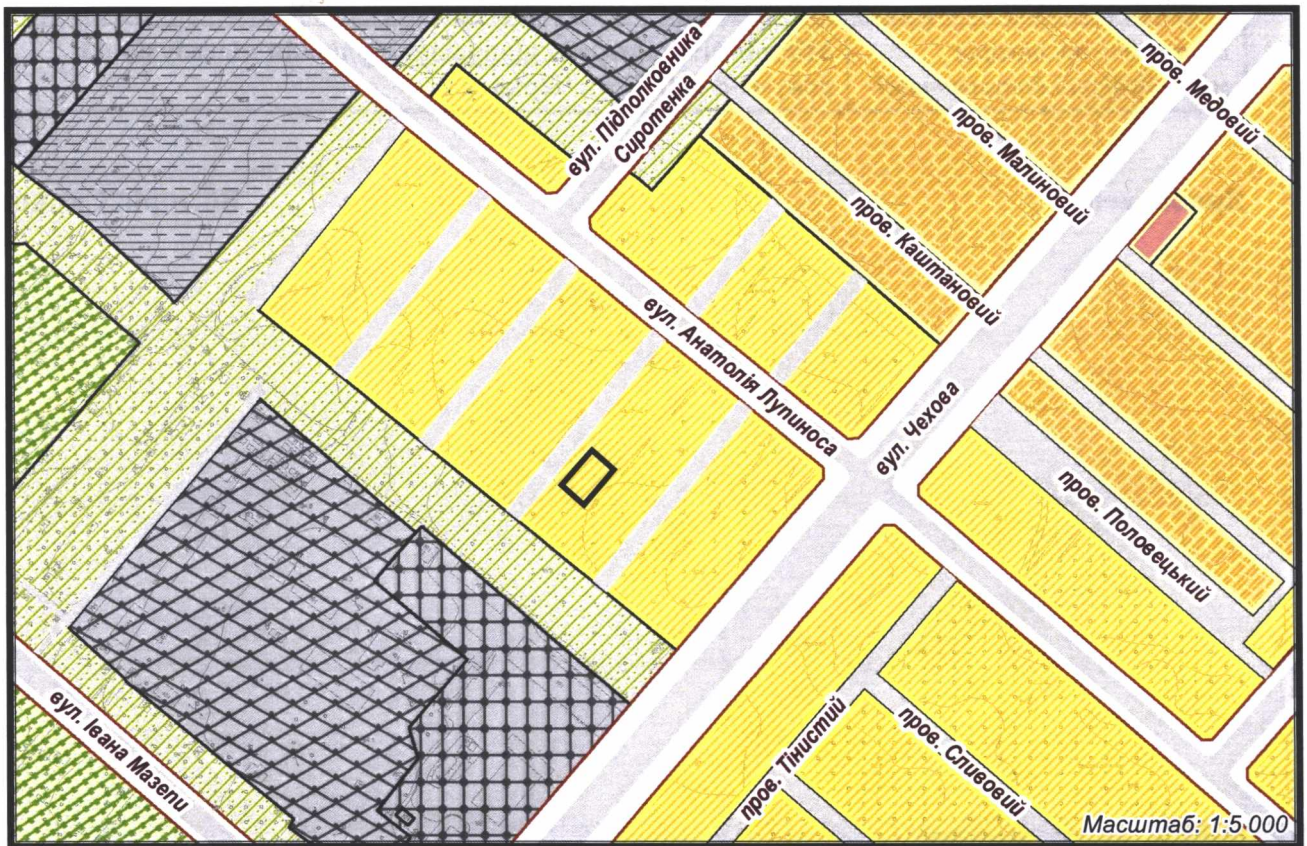 вул. Підполковника
Сиротенка
пров. Медовий
пров. Малиновий
пров. Каштановий
вул. Анатолія Лупиноса
вул. Чехова
пров. Половецький
вул. Івана Мазепи
пров. Тінистий
пров. Сливовий
Масштаб: 1:5 000